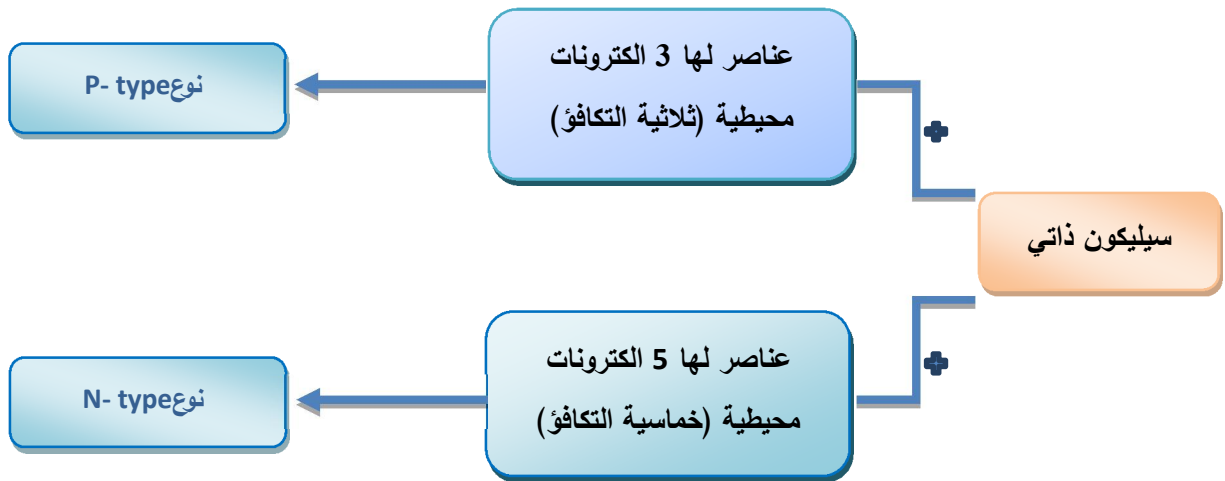 سيليكون ذاتي
عناصر لها 3 الكترونات
محيطية (ثلاثية التكافؤ)
نوعP- type
عناصر لها 5 الكترونات
محيطية (خماسية التكافؤ)
نوعN- type